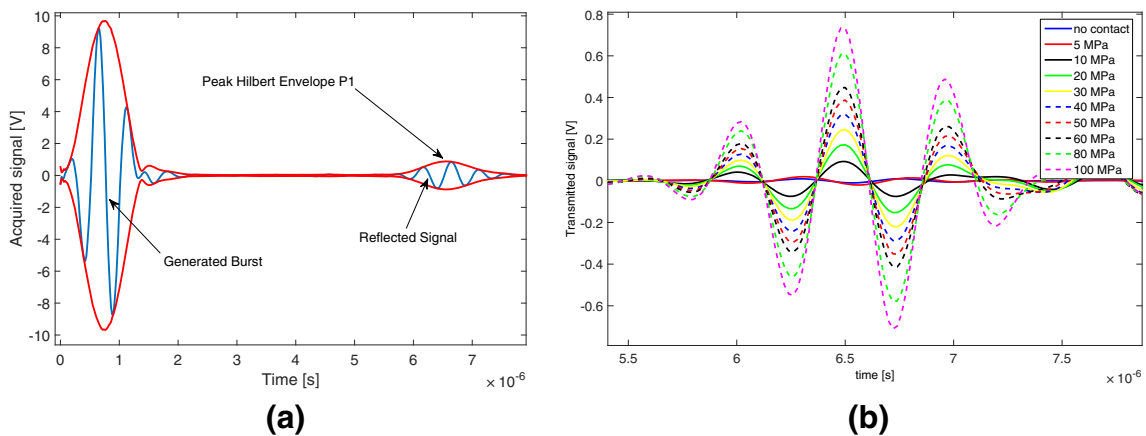 10
8
6
4
2
0
-2
-4
-6
-8
-10
Acquired signal [V]
Peak Hilbert Envelope P1
Reflected Signal
Generated Burst
0 1 2 3 4 5 6 7
Time [s]
× 10-6
(a)
0.8
0.6
0.4
0.2
0
-0.2
-0.4
-0.6
Transmitted signal [V]
no contact
5 MPa
10 MPa
20 MPa
30 MPa
40 MPa
50 MPa
60 MPa
80 MPa
100 MPa
5.5 6 6.5 7 7.5
time [s]
× 10-6
(b)